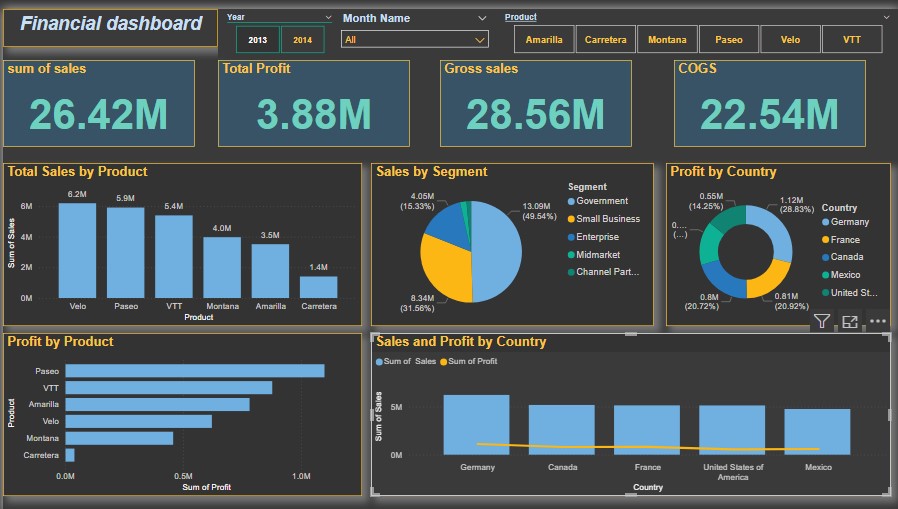 Financial dashboard
Year
2013
2014
Month Name
All
Product
Amarilla
Carretera
Montana
Paseo
Velo
VTT
sum of sales
26.42M
Total Profit
3.88M
Gross sales
28.56M
COGS
22.54M
Total Sales by Product
Sum of Sales
6M
4M
2M
0M
6.2M
5.9M
5.4M
4.0M
3.5M
1.4M
Velo
Paseo
VTT
Montana
Amarilla
Carretera
Product
Sales by Segment
4.05M
(15.33%)
13.09M
(49.54%)
8.34M
(31.56%)
Segment
Government
Small Business
Enterprise
Midmarket
Channel Part...
Profit by Country
0.55M
(14.25%)
1.12M
(28.83%)
0....
(...)
0.8M
(20.72%)
0.81M
(20.92%)
Country
Germany
France
Canada
Mexico
United St...
Profit by Product
Product
Paseo
VTT
Amarilla
Velo
Montana
Carretera
0.0M
0.5M
1.0M
Sum of Profit
Sales and Profit by Country
Sum of Sales
Sum of Profit
Sum of Sales
5M
0M
Germany
Canada
France
United States of
America
Mexico
Country